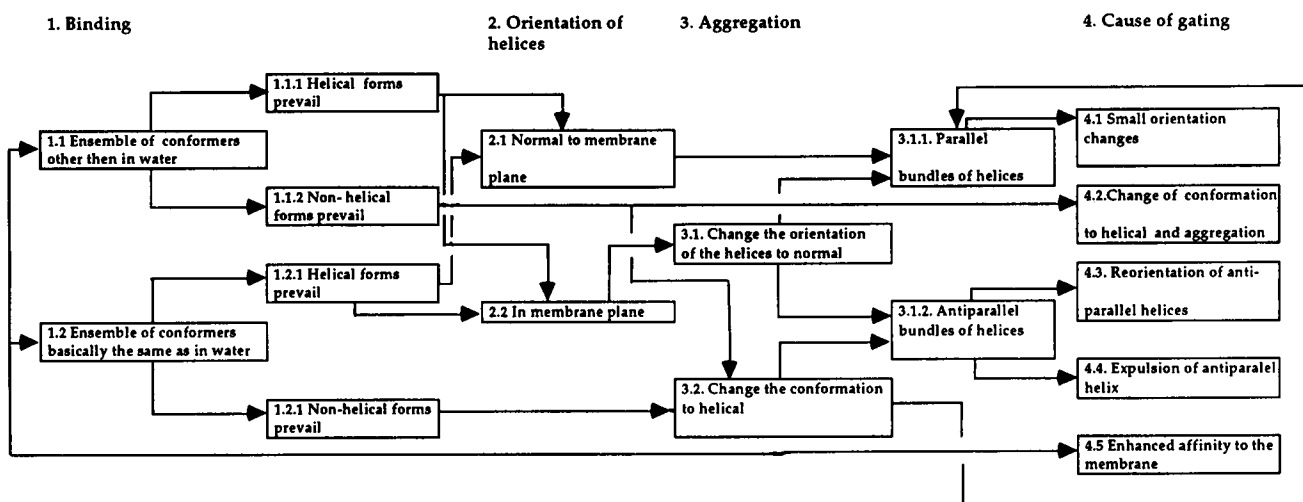 1. Binding
2. Orientation of
helices
3. Aggregation
4. Cause of gating
1.1.1 Helical forms
prevail
1.1 Ensemble of conformers
other then in water
1.1.2 Non- helical
forms prevail
1.2.1 Helical forms
prevail
1.2 Ensemble of conformers
basically the same as in water
1.2.1 Non-helical forms
prevail
2.1 Normal to membrane
plane
2.2 In membrane plane
3.1.1. Parallel
bundles of helices
3.1. Change the orientation
of the helices to normal
3.1.2. Antiparallel
bundles of helices
3.2. Change the conformation
to helical
4.1 Small orientation
changes
4.2.Change of conformation
to helical and aggregation
4.3. Reorientation of anti-
parallel helices
4.4. Expulsion of antiparalel
helix
4.5 Enhanced affinity to the
membrane